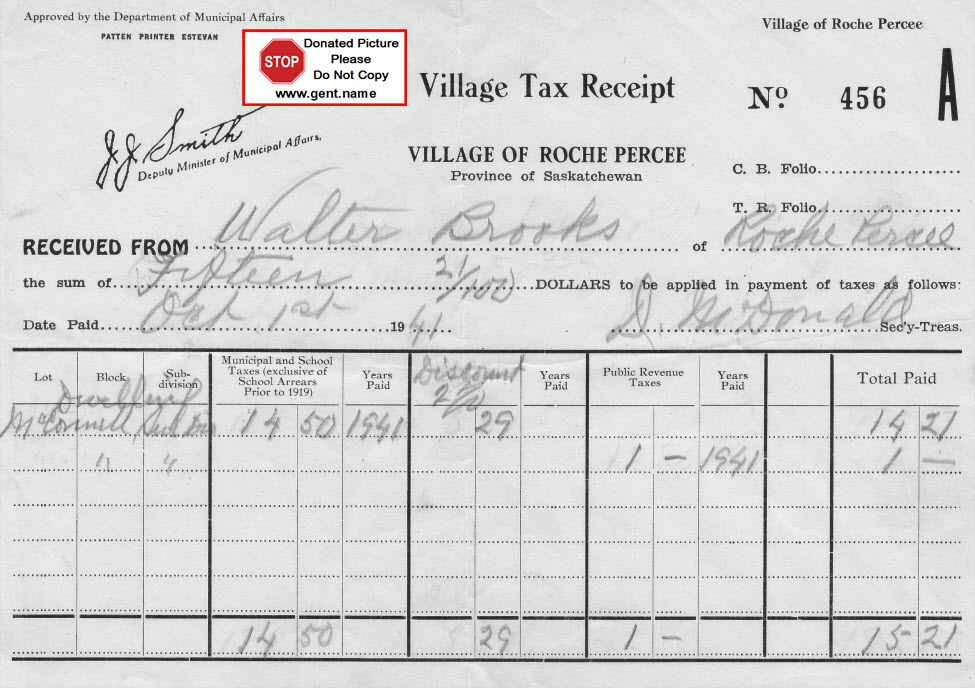 Approved by the Department of Municipal Affairs
PATTEN PRINTER ESTEVAN
Village of Roche Percee
STOP
Donated Picture
Please
Do Not Copy
www.gent.name
Village Tax Receipt
Nº 456 A
J.J. Smith
Deputy Minister of Municipal Affairs.
VILLAGE OF ROCHE PERCEE
Province of Saskatchewan
C. B. Folio
T. R. Folio
RECEIVED FROM Walter Brooks of Roche Percee
the sum of Fifteen 21/100 DOLLARS to be applied in payment of taxes as follows:
Date Paid Oct 1st 1941 D. McDonald Sec'y-Treas.
Lot Block Sub-division Municipal and School Taxes (exclusive of School Arrears Prior to 1919) Years Paid Discount 2% Years Paid Public Revenue Taxes Years Paid Total Paid
Dwelling
McConnell Sub Div 14 50 1941 29 14 21
" " 1 – 1941 1 –
14 50 29 1 – 15 21